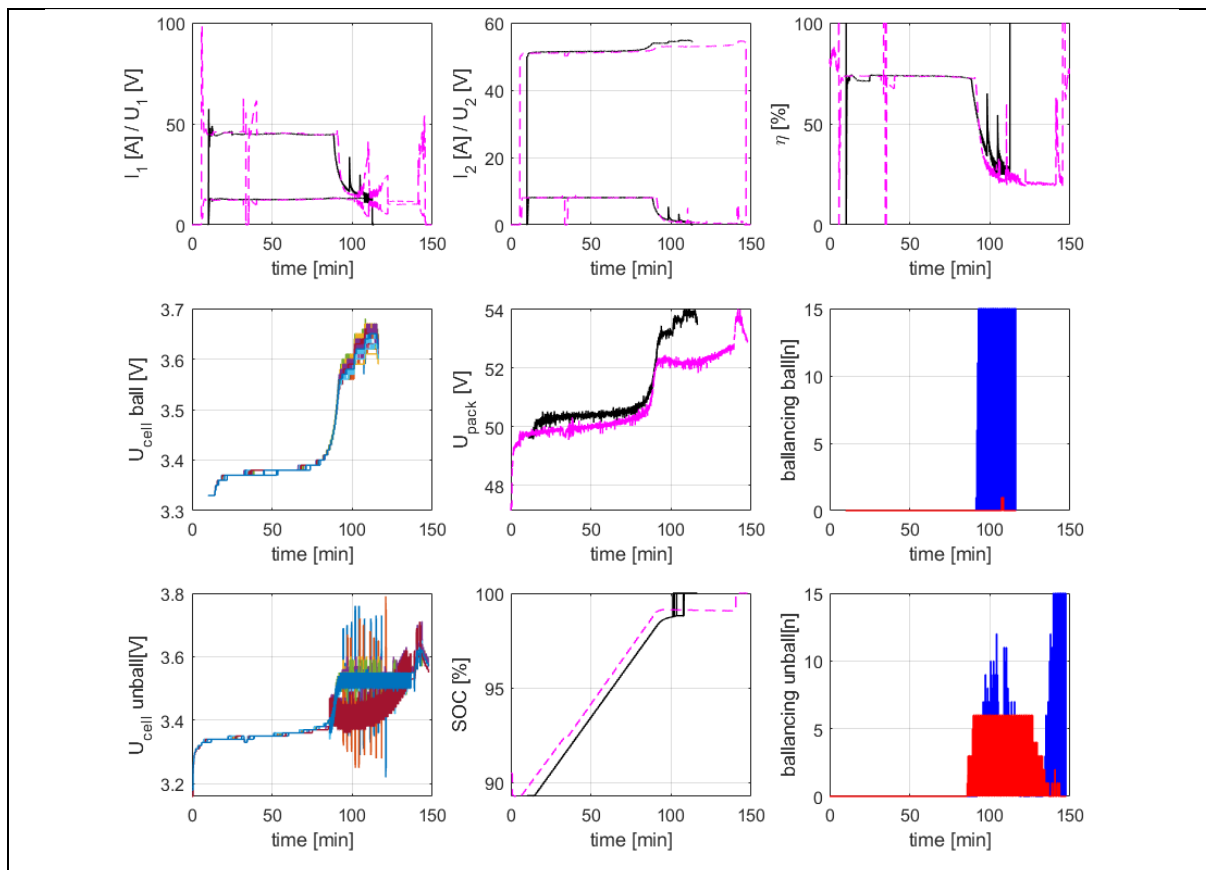 I1 [A] / U1 [V]
100
50
0
0 50 100 150
time [min]
I2 [A] / U2 [V]
60
40
20
0
0 50 100 150
time [min]
η [%]
100
50
0
0 50 100 150
time [min]
Ucell ball [V]
3.7
3.6
3.5
3.4
3.3
0 50 100 150
time [min]
Upack [V]
54
52
50
48
0 50 100 150
time [min]
ballancing ball[n]
15
10
5
0
0 50 100 150
time [min]
Ucell unball[V]
3.8
3.6
3.4
3.2
0 50 100 150
time [min]
SOC [%]
100
95
90
0 50 100 150
time [min]
ballancing unball[n]
15
10
5
0
0 50 100 150
time [min]